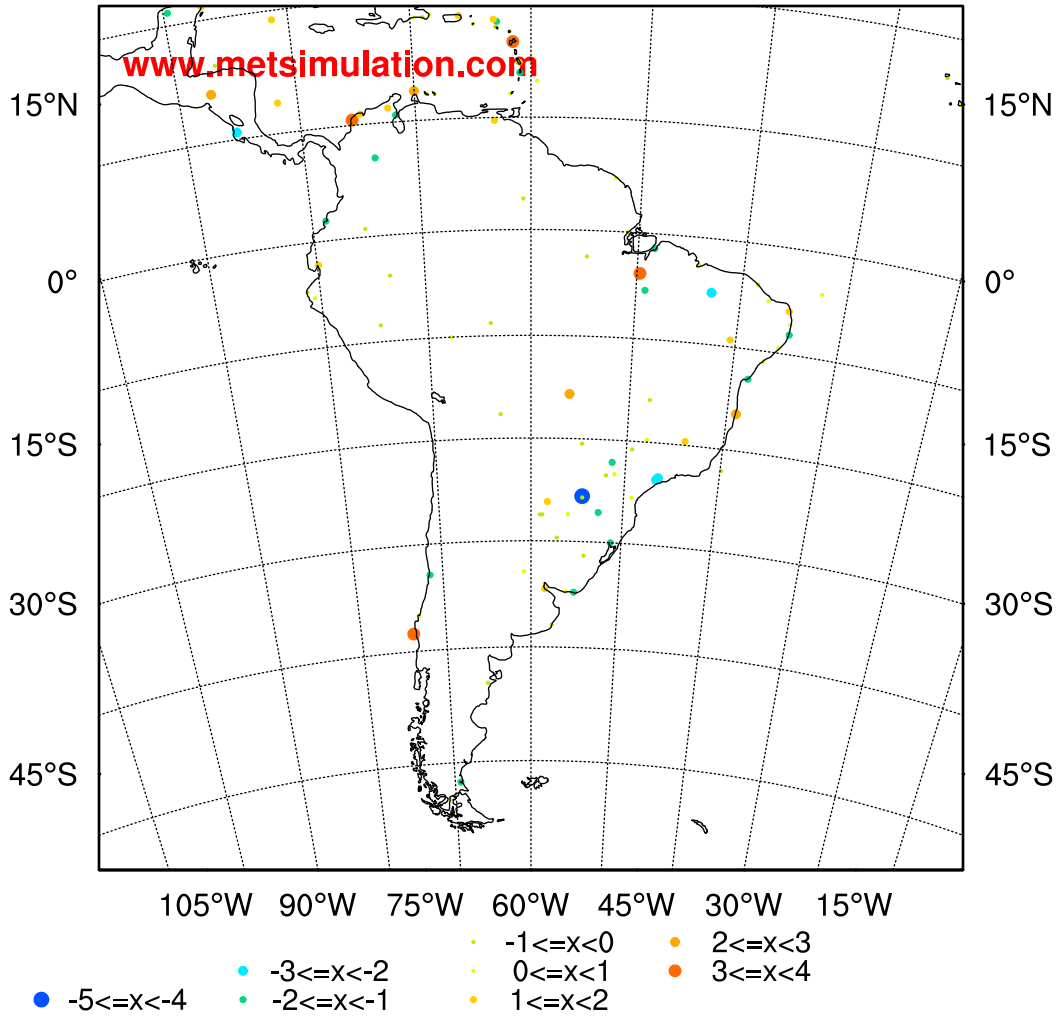 www.metsimulation.com
15°N 15°N
0° 0°
15°S 15°S
30°S 30°S
45°S 45°S
105°W 90°W 75°W 60°W 45°W 30°W 15°W
-1<=x<0 2<=x<3
-3<=x<-2 0<=x<1 3<=x<4
-5<=x<-4 -2<=x<-1 1<=x<2